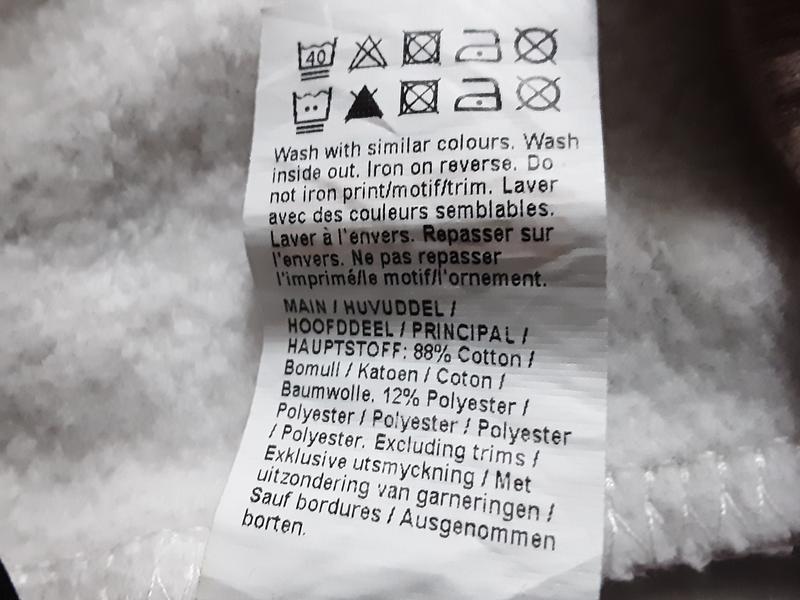 40
Wash with similar colours. Wash
inside out. Iron on reverse. Do
not iron print/motif/trim. Laver
avec des couleurs semblables.
Laver à l'envers. Repasser sur
l'envers. Ne pas repasser
l'imprimé/le motif/l'ornement.
MAIN / HUVUDDEL /
HOOFDDEEL / PRINCIPAL /
HAUPTSTOFF: 88% Cotton /
Bomull / Katoen / Coton /
Baumwolle. 12% Polyester /
Polyester / Polyester / Polyester
/ Polyester. Excluding trims /
Exklusive utsmyckning / Met
uitzondering van garneringen /
Sauf bordures / Ausgenommen
borten.